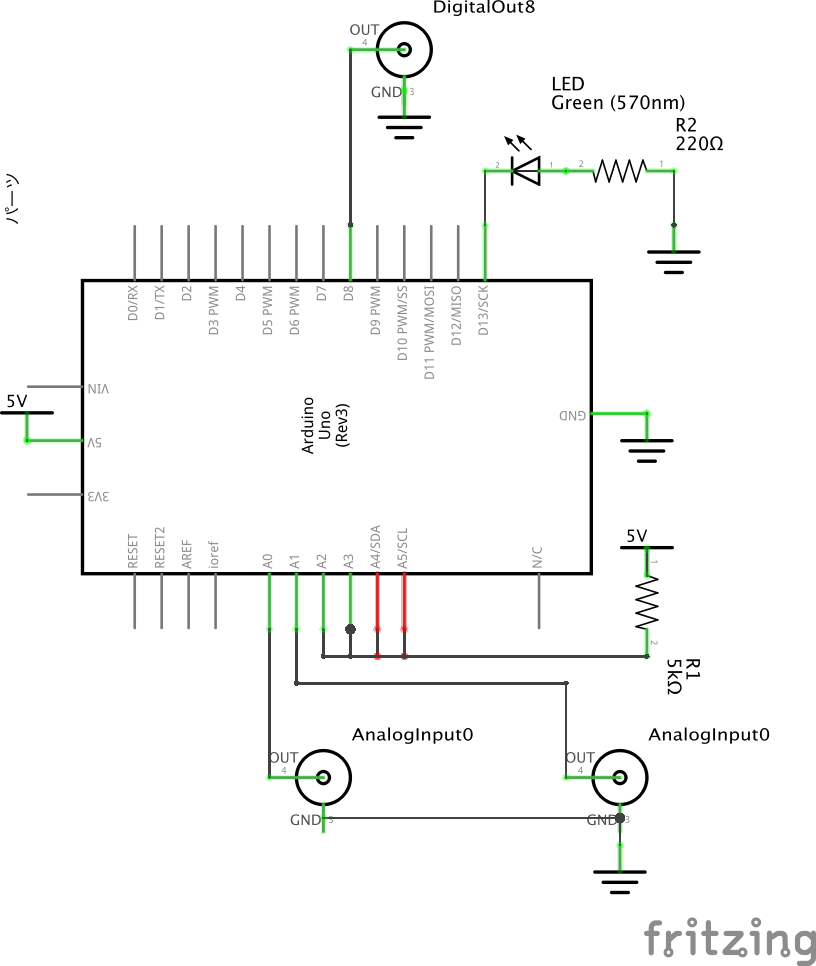 DigitalOut8
OUT
4
GND 3
LED
Green (570nm)
R2
220Ω
2
1
2
1
パーツ
D0/RX
D1/TX
D2
D3 PWM
D4
D5 PWM
D6 PWM
D7
D8
D9 PWM
D10 PWM/SS
D11 PWM/MOSI
D12/MISO
D13/SCK
VIN
5V
5V
3V3
Arduino
Uno
(Rev3)
GND
RESET
RESET2
AREF
ioref
A0
A1
A2
A3
A4/SDA
A5/SCL
N/C
5V
1
2
R1
5kΩ
AnalogInput0
OUT
4
GND 3
AnalogInput0
OUT
4
GND 3
fritzing